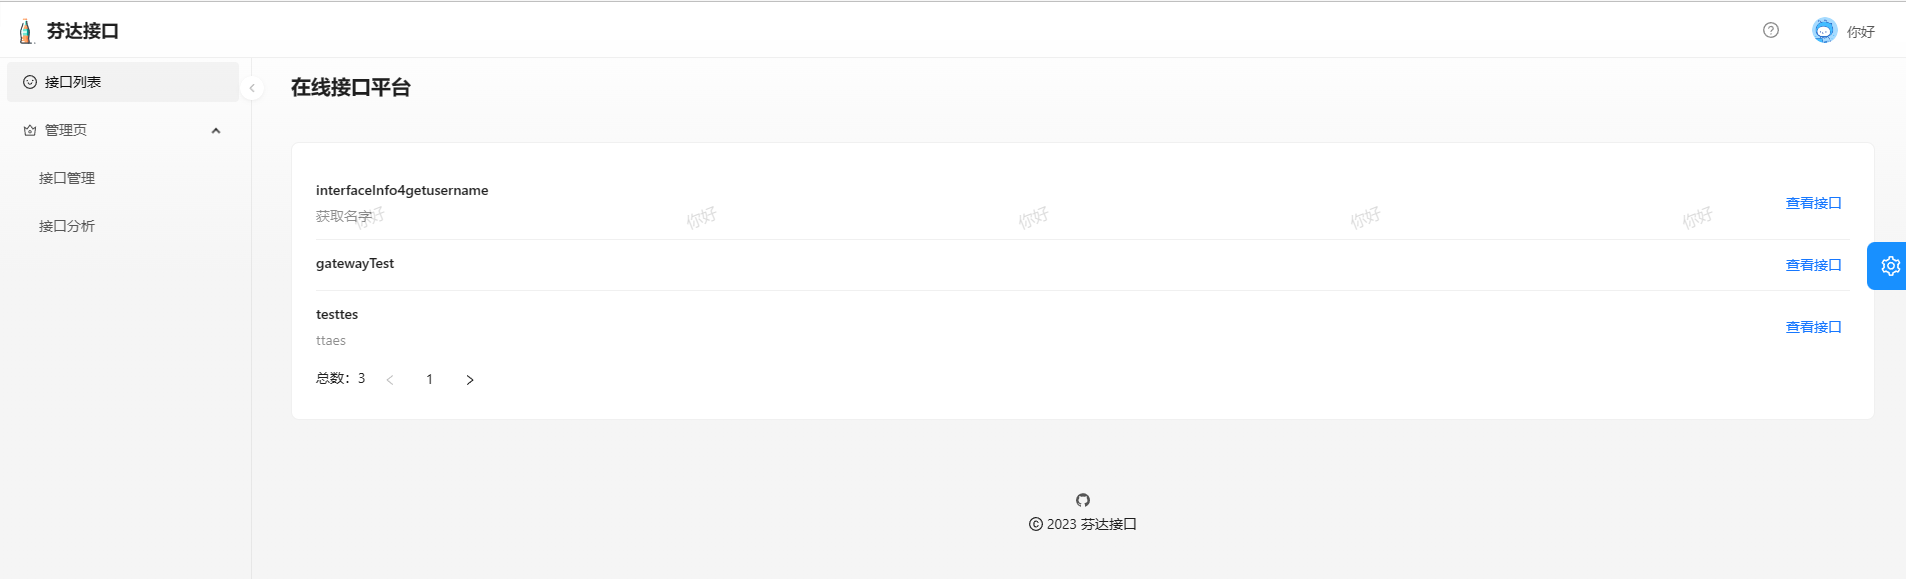 芬达接口
你好
接口列表
管理页
接口管理
接口分析
在线接口平台
interfaceInfo4getusername
获取名字
查看接口
你好 你好 你好 你好 你好
gatewayTest
查看接口
testtes
ttaes
查看接口
总数：3 < 1 >
© 2023 芬达接口